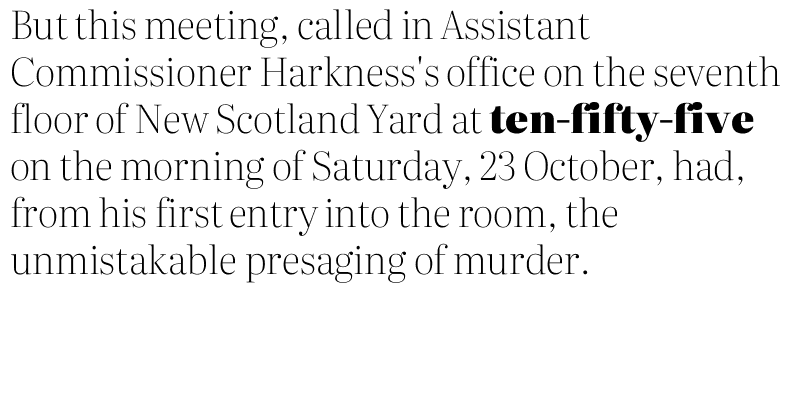 But this meeting, called in Assistant
Commissioner Harkness's office on the seventh
floor of New Scotland Yard at ten-fifty-five
on the morning of Saturday, 23 October, had,
from his first entry into the room, the
unmistakable presaging of murder.